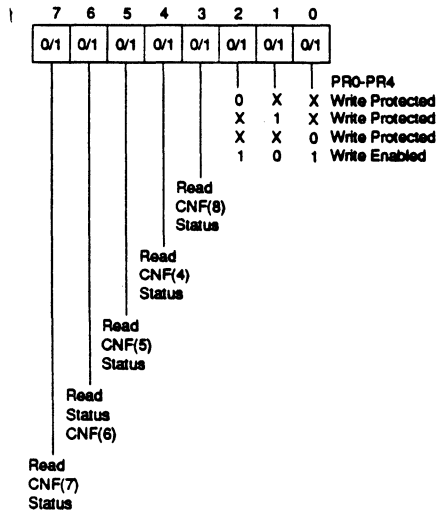 7 6 5 4 3 2 1 0
0/1 0/1 0/1 0/1 0/1 0/1 0/1 0/1
PR0-PR4
0 X X Write Protected
X 1 X Write Protected
X X 0 Write Protected
1 0 1 Write Enabled
Read
CNF(8)
Status
Read
CNF(4)
Status
Read
CNF(5)
Status
Read
Status
CNF(6)
Read
CNF(7)
Status